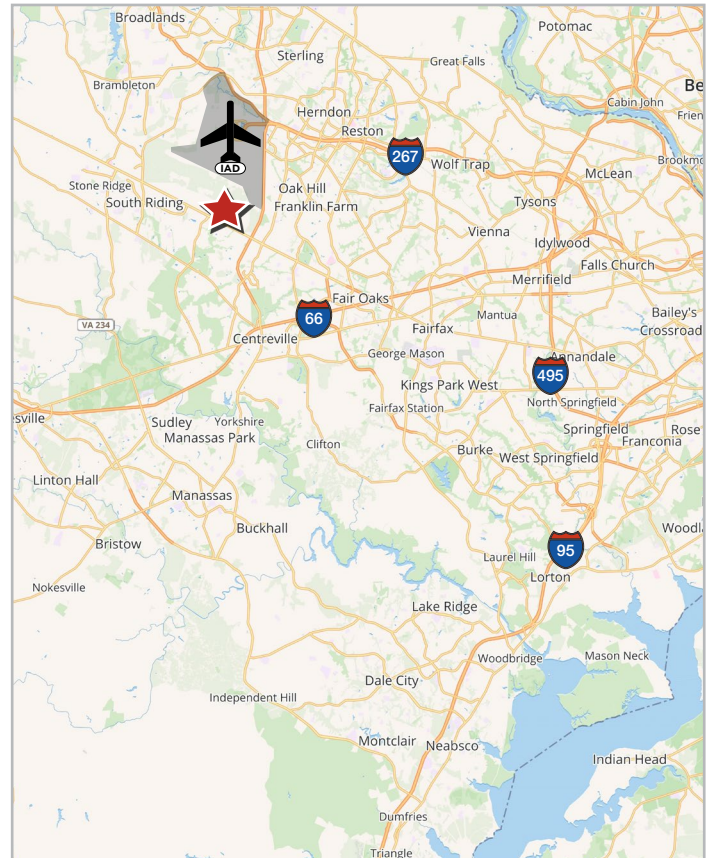 Broadlands
Potomac
Sterling
Great Falls
Brambleton
Be
Cabin John
Herndon
Frien
Reston
267
Wolf Trap
Brookmo
IAD
McLean
Stone Ridge
Oak Hill
South Riding
Franklin Farm
Tysons
Vienna
Idylwood
Falls Church
Merrifield
Fair Oaks
66
Mantua
Bailey's
Crossroad
VA 234
Centreville
Fairfax
George Mason
Annandale
495
Kings Park West
North Springfield
Fairfax Station
sville
Sudley
Yorkshire
Manassas Park
Springfield
Rose
Franconia
Clifton
Burke
West Springfield
Linton Hall
Manassas
Buckhall
Woodl
Bristow
95
Laurel Hill
Lorton
Nokesville
Lake Ridge
Woodbridge
Mason Neck
Dale City
Independent Hill
Montclair
Neabsco
Indian Head
Dumfries
Triangle